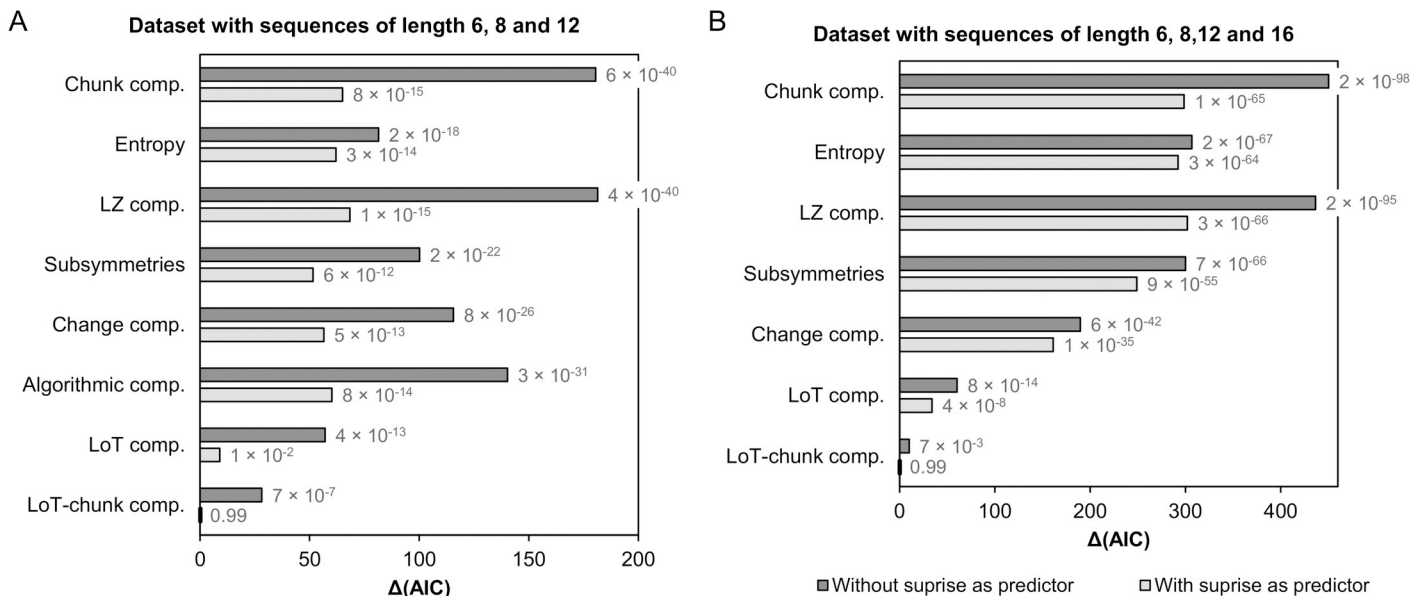 A
Dataset with sequences of length 6, 8 and 12
Chunk comp.
6 × 10⁻⁴⁰
8 × 10⁻¹⁵
Entropy
2 × 10⁻¹⁸
3 × 10⁻¹⁴
LZ comp.
4 × 10⁻⁴⁰
1 × 10⁻¹⁵
Subsymmetries
2 × 10⁻²²
6 × 10⁻¹²
Change comp.
8 × 10⁻²⁶
5 × 10⁻¹³
Algorithmic comp.
3 × 10⁻³¹
8 × 10⁻¹⁴
LoT comp.
4 × 10⁻¹³
1 × 10⁻²
LoT-chunk comp.
7 × 10⁻⁷
0.99
0 50 100 150 200
Δ(AIC)
B
Dataset with sequences of length 6, 8,12 and 16
Chunk comp.
2 × 10⁻⁹⁸
1 × 10⁻⁶⁵
Entropy
2 × 10⁻⁶⁷
3 × 10⁻⁶⁴
LZ comp.
2 × 10⁻⁹⁵
3 × 10⁻⁶⁶
Subsymmetries
7 × 10⁻⁶⁶
9 × 10⁻⁵⁵
Change comp.
6 × 10⁻⁴²
1 × 10⁻³⁵
LoT comp.
8 × 10⁻¹⁴
4 × 10⁻⁸
LoT-chunk comp.
7 × 10⁻³
0.99
0 100 200 300 400
Δ(AIC)
Without suprise as predictor
With suprise as predictor